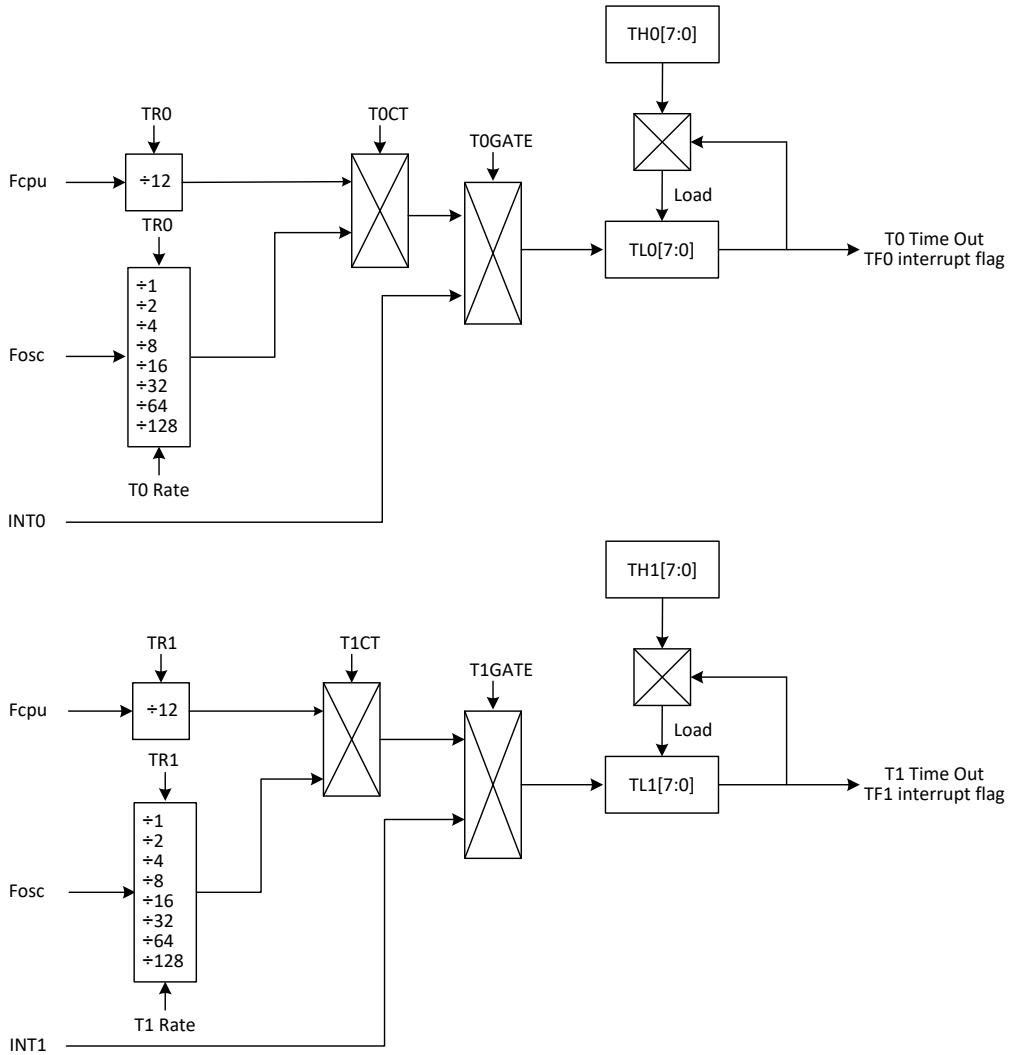 TH0[7:0]
TR0
T0CT
T0GATE
Fcpu
÷12
Load
TR0
TL0[7:0]
T0 Time Out
TF0 interrupt flag
÷1
÷2
÷4
÷8
÷16
÷32
÷64
÷128
Fosc
T0 Rate
INT0
TH1[7:0]
TR1
T1CT
T1GATE
Fcpu
÷12
Load
TR1
TL1[7:0]
T1 Time Out
TF1 interrupt flag
÷1
÷2
÷4
÷8
÷16
÷32
÷64
÷128
Fosc
T1 Rate
INT1